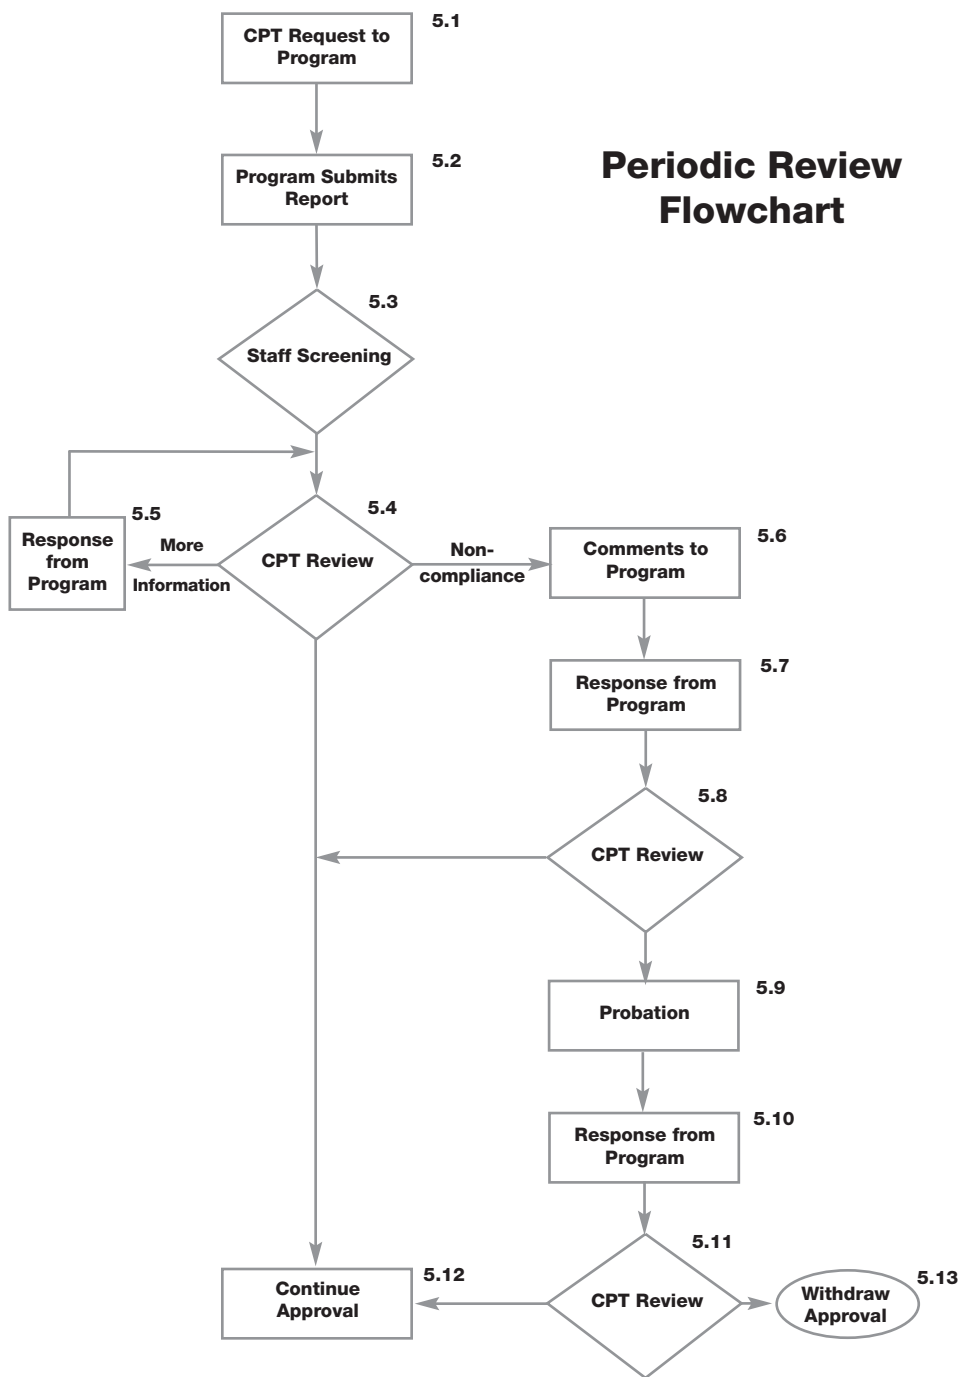 5.1
CPT Request to
Program
5.2
Program Submits
Report
Periodic Review
Flowchart
5.3
Staff Screening
5.4
CPT Review
5.5
Response
from
Program
More
Information
Non-
compliance
5.6
Comments to
Program
5.7
Response from
Program
5.8
CPT Review
5.9
Probation
5.10
Response from
Program
5.11
CPT Review
5.12
Continue
Approval
5.13
Withdraw
Approval